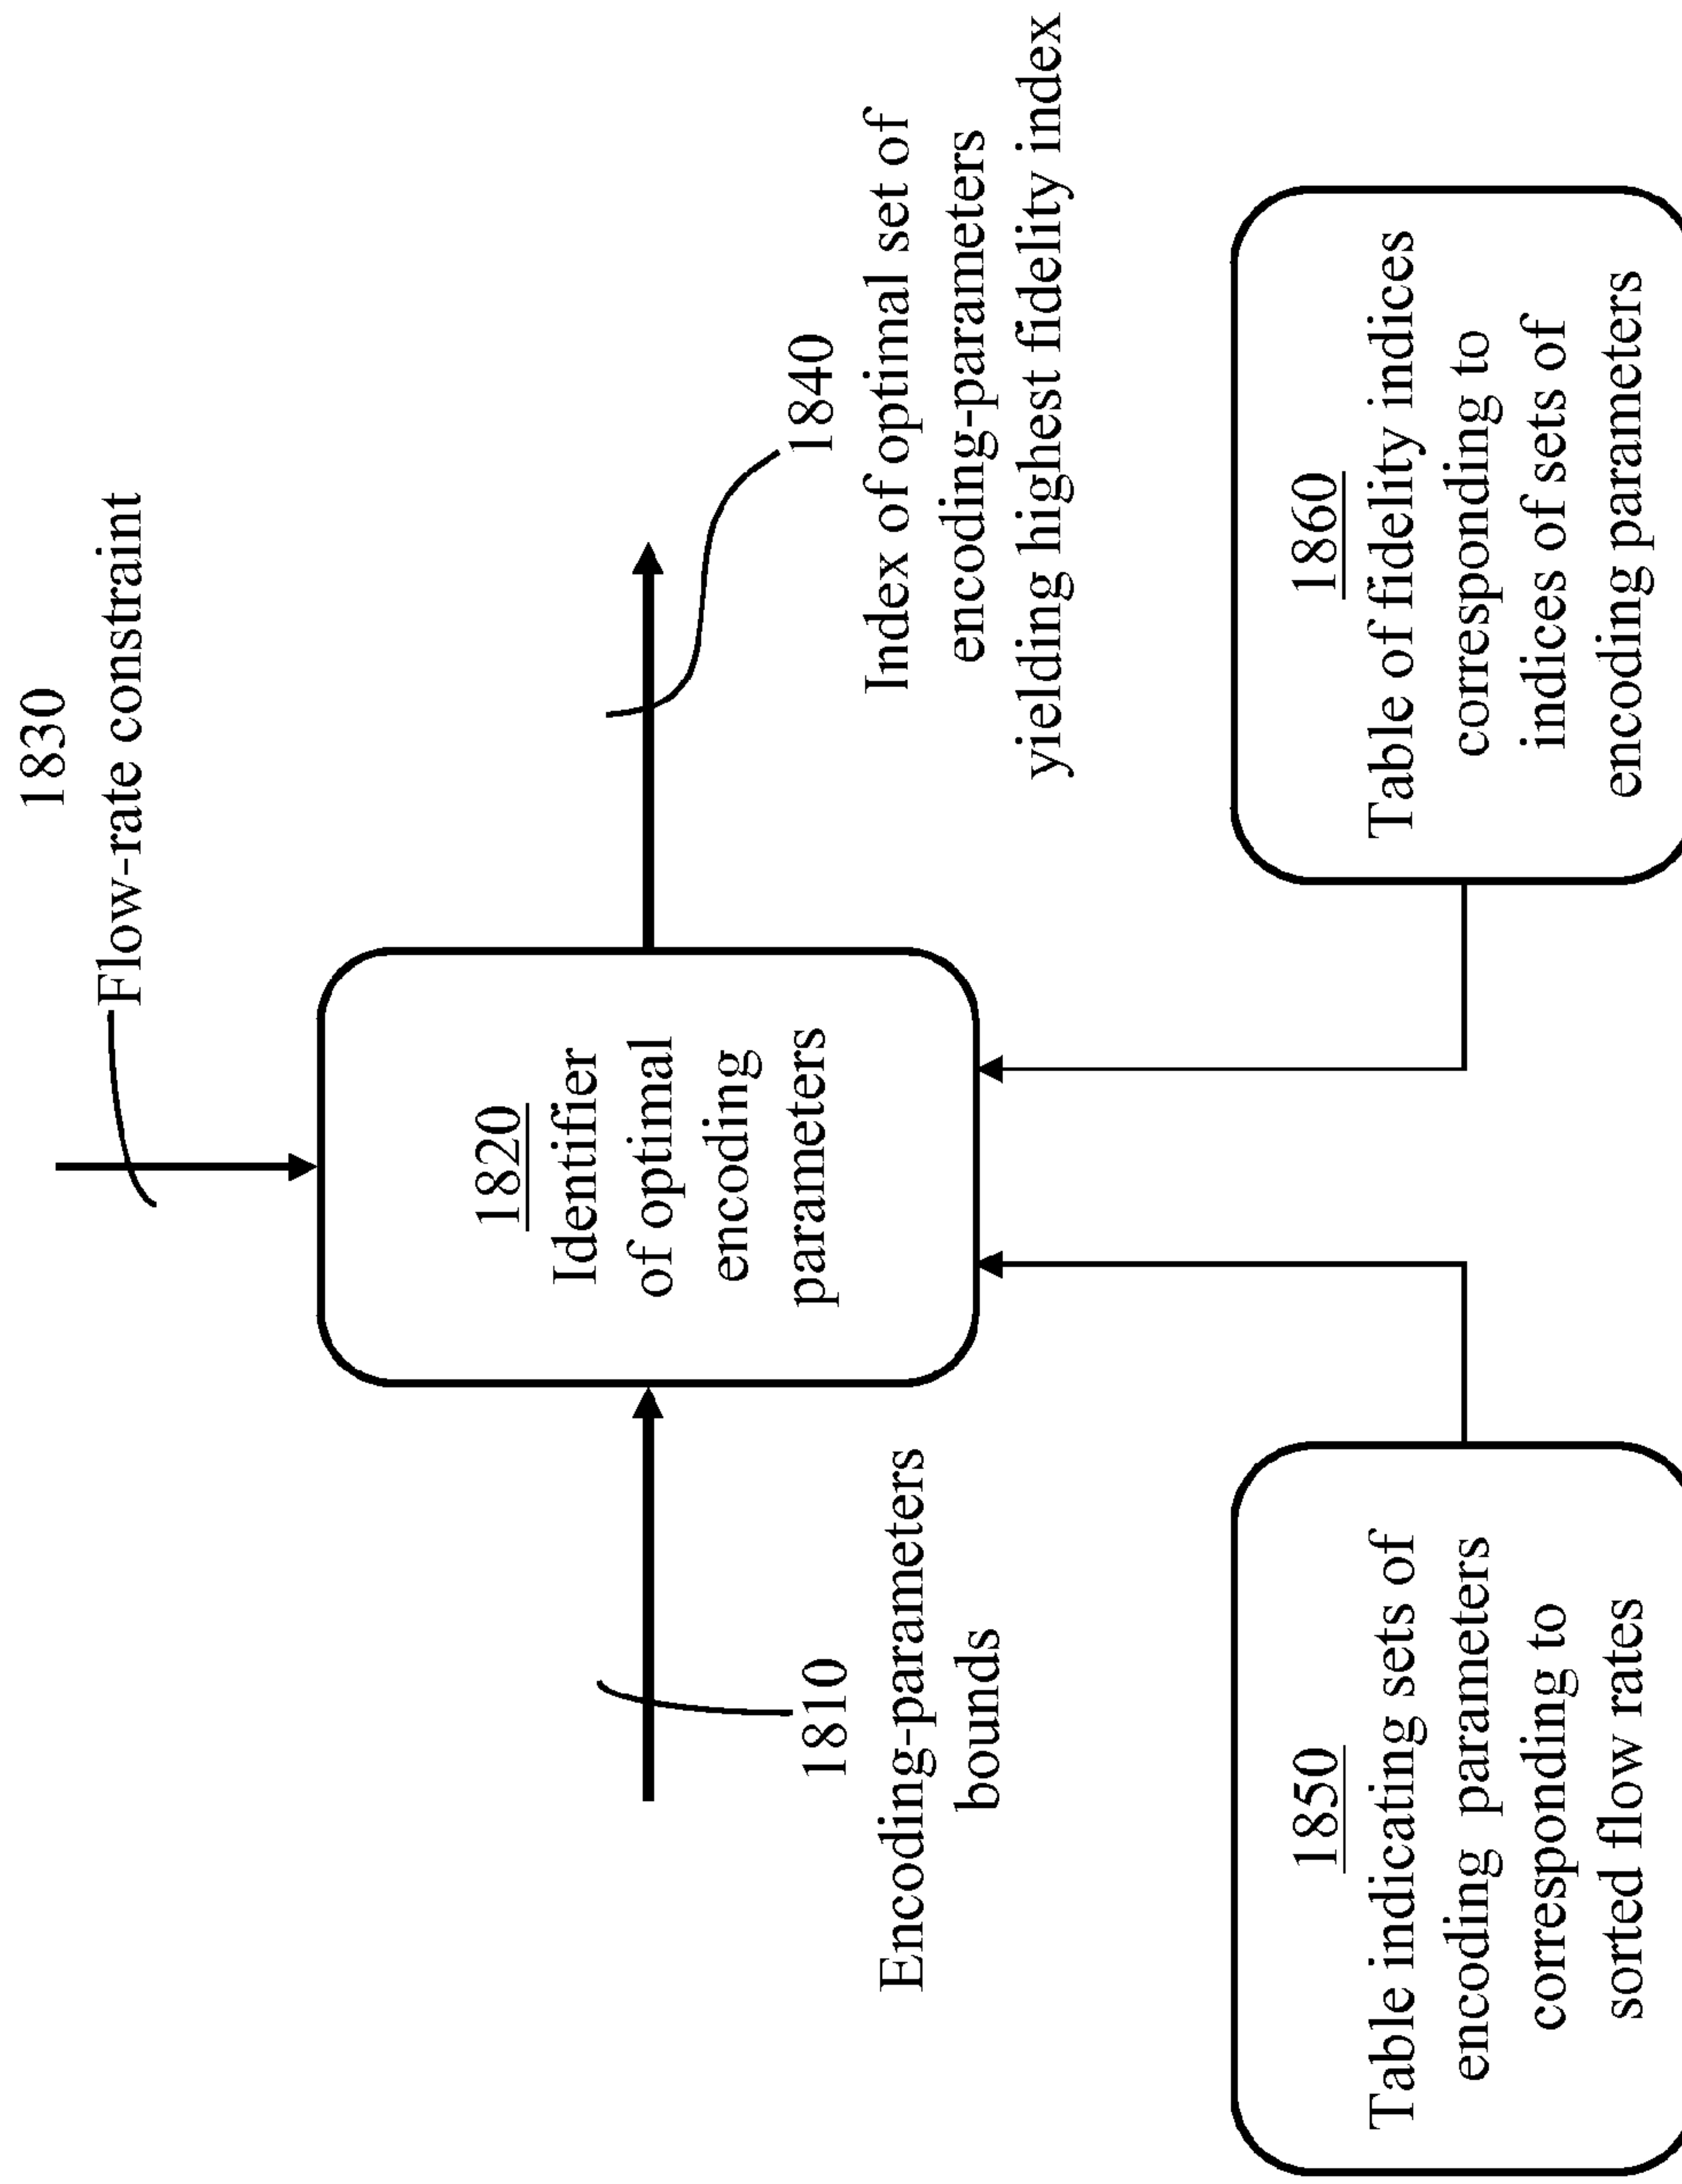 1830
Flow-rate constraint
1820
Identifier
of optimal
encoding
parameters
1840
Index of optimal set of
encoding-parameters
yielding highest fidelity index
1810
Encoding-parameters
bounds
1850
Table indicating sets of
encoding parameters
corresponding to
sorted flow rates
1860
Table of fidelity indices
corresponding to
indices of sets of
encoding parameters